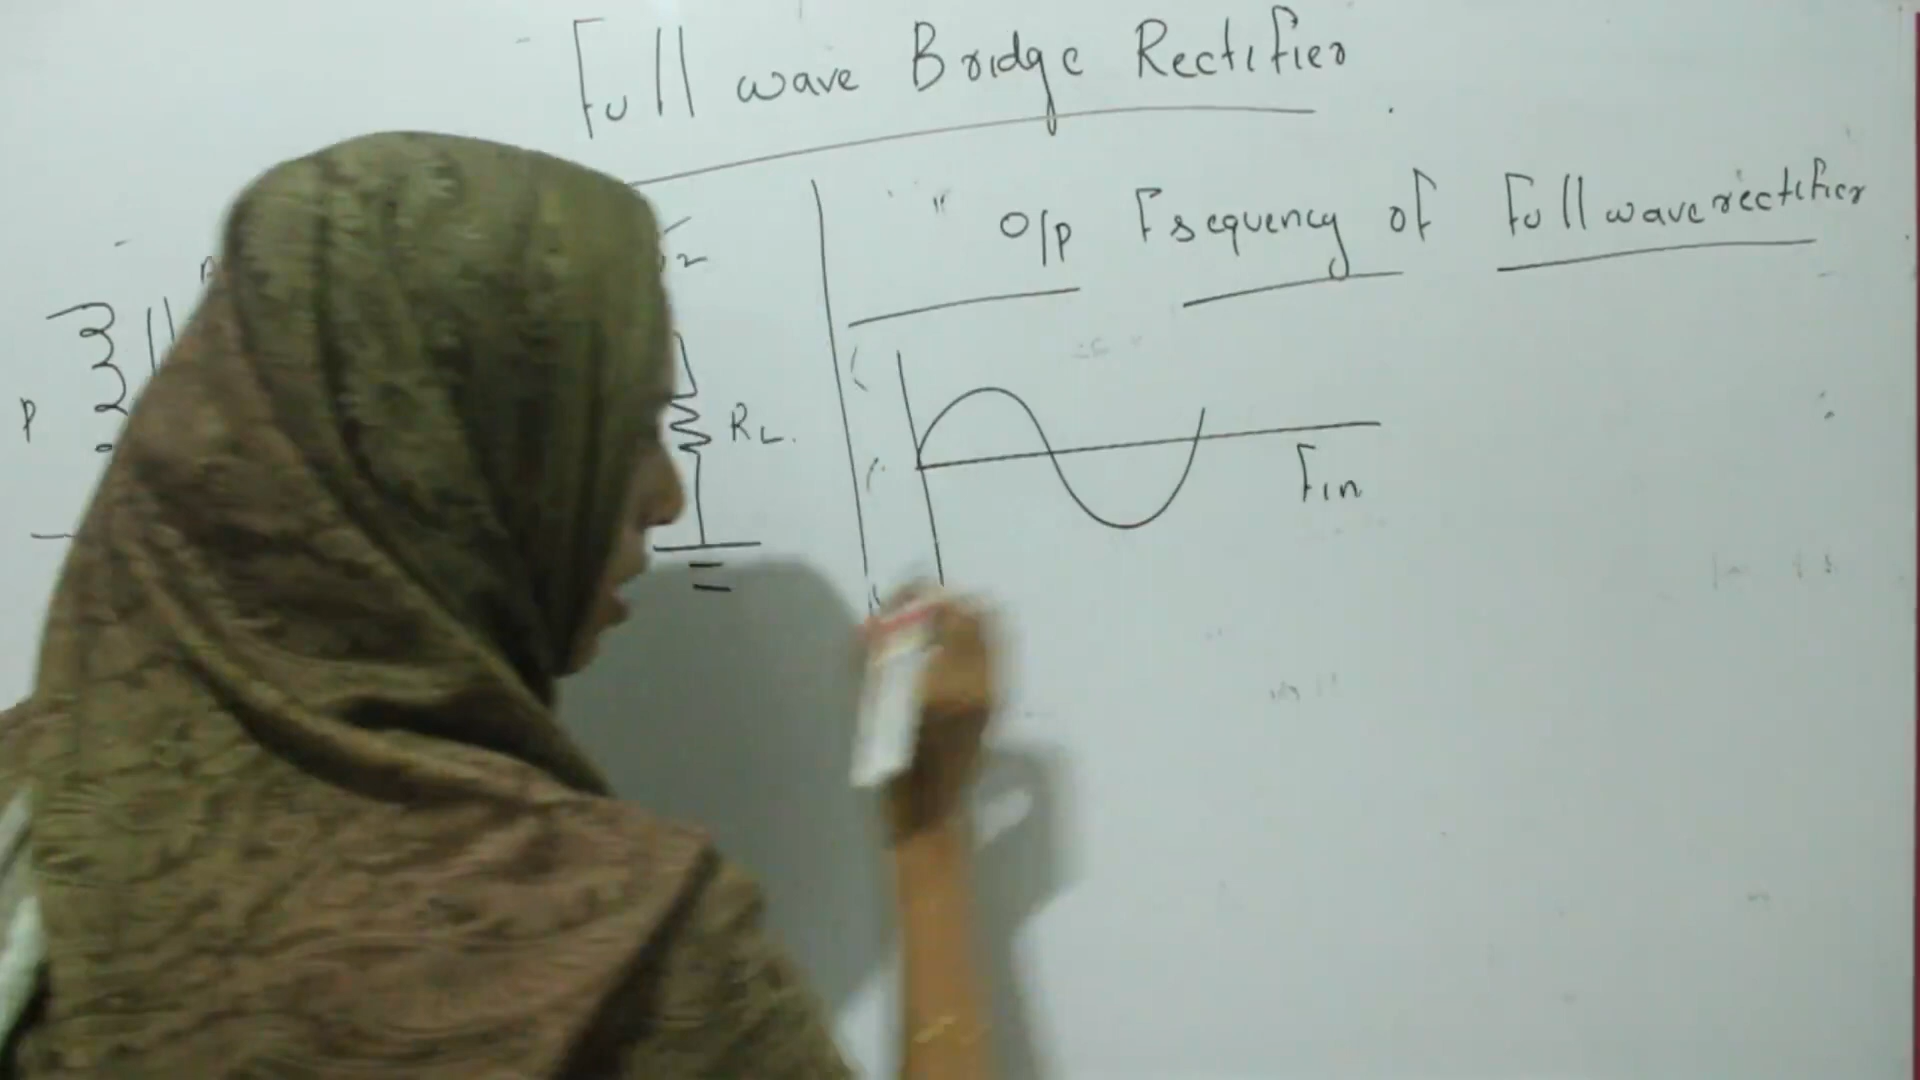 Full wave Bridge Rectifier
" O/P Frequency of Full wave rectifier
P
RL.
Fin